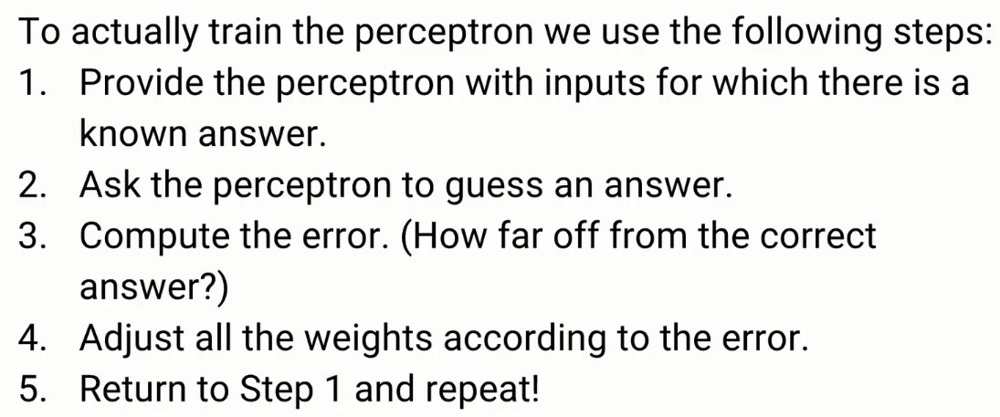 To actually train the perceptron we use the following steps:
1. Provide the perceptron with inputs for which there is a
known answer.
2. Ask the perceptron to guess an answer.
3. Compute the error. (How far off from the correct
answer?)
4. Adjust all the weights according to the error.
5. Return to Step 1 and repeat!